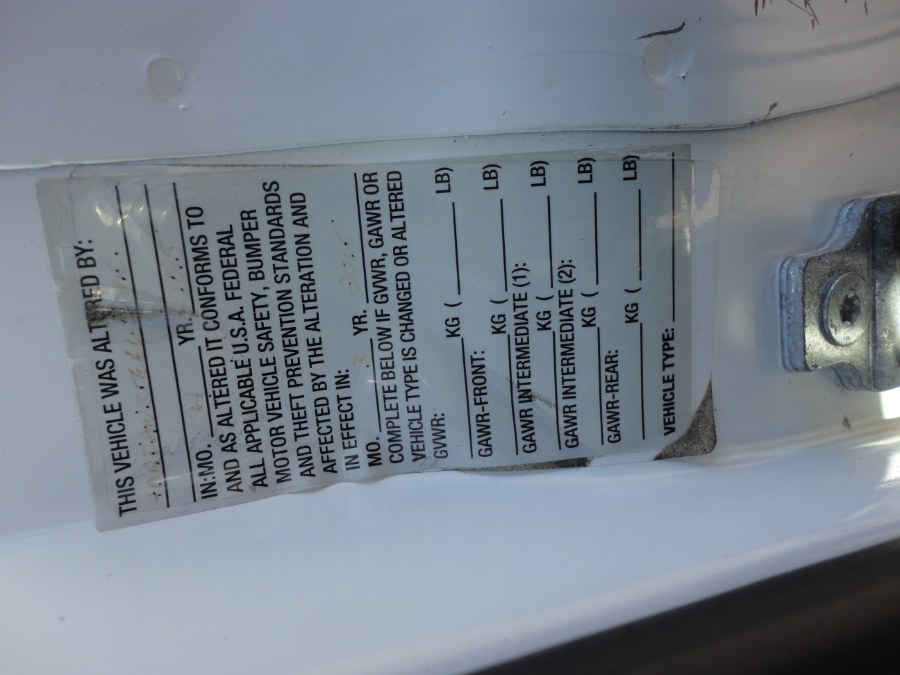 THIS VEHICLE WAS ALTERED BY:
IN:MO. YR.
AND AS ALTERED IT CONFORMS TO
ALL APPLICABLE U.S.A. FEDERAL
MOTOR VEHICLE SAFETY, BUMPER
AND THEFT PREVENTION STANDARDS
AFFECTED BY THE ALTERATION AND
IN EFFECT IN:
MO. YR.
COMPLETE BELOW IF GVWR, GAWR OR
VEHICLE TYPE IS CHANGED OR ALTERED
GVWR: KG ( LB)
GAWR-FRONT: KG ( LB)
GAWR INTERMEDIATE (1): KG ( LB)
GAWR INTERMEDIATE (2): KG ( LB)
GAWR-REAR: KG ( LB)
VEHICLE TYPE: